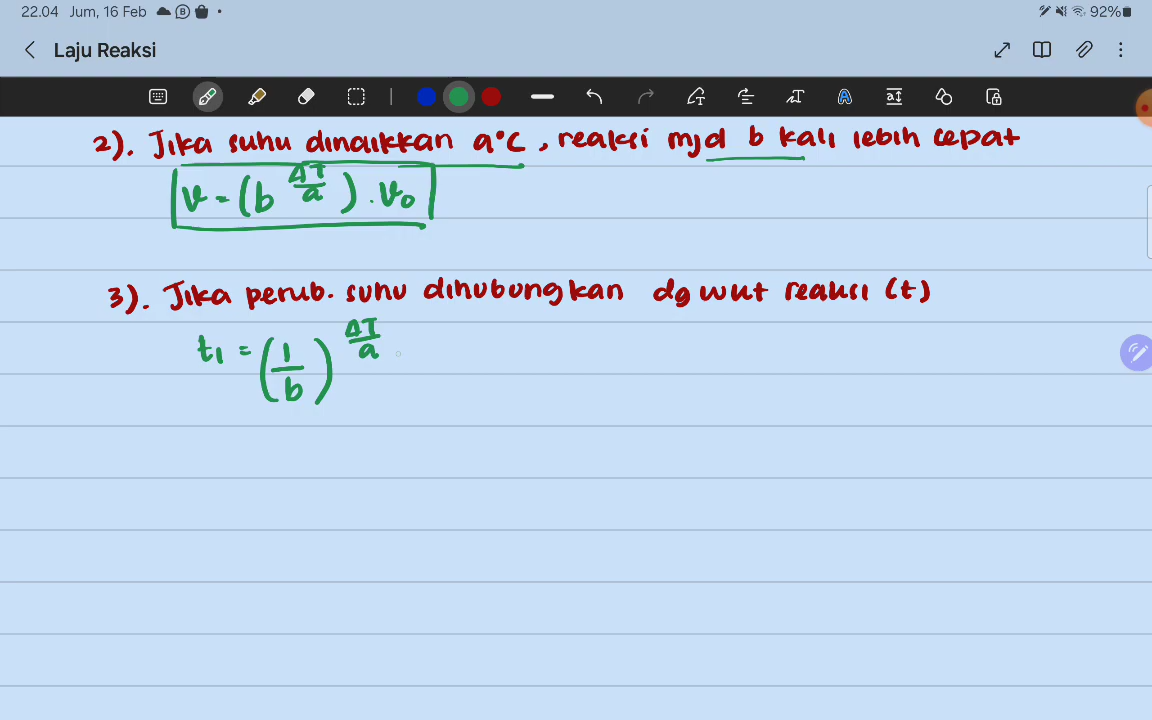 22.04 Jum, 16 Feb 92%
Laju Reaksi
2). Jika suhu dinaikkan a°C, reaksi mjd b kali lebih cepat
v = (b^(ΔT/a)) . v₀
3). Jika perub. suhu dihubungkan dg wkt reaksi (t)
t₁ = (1/b)^(ΔT/a)